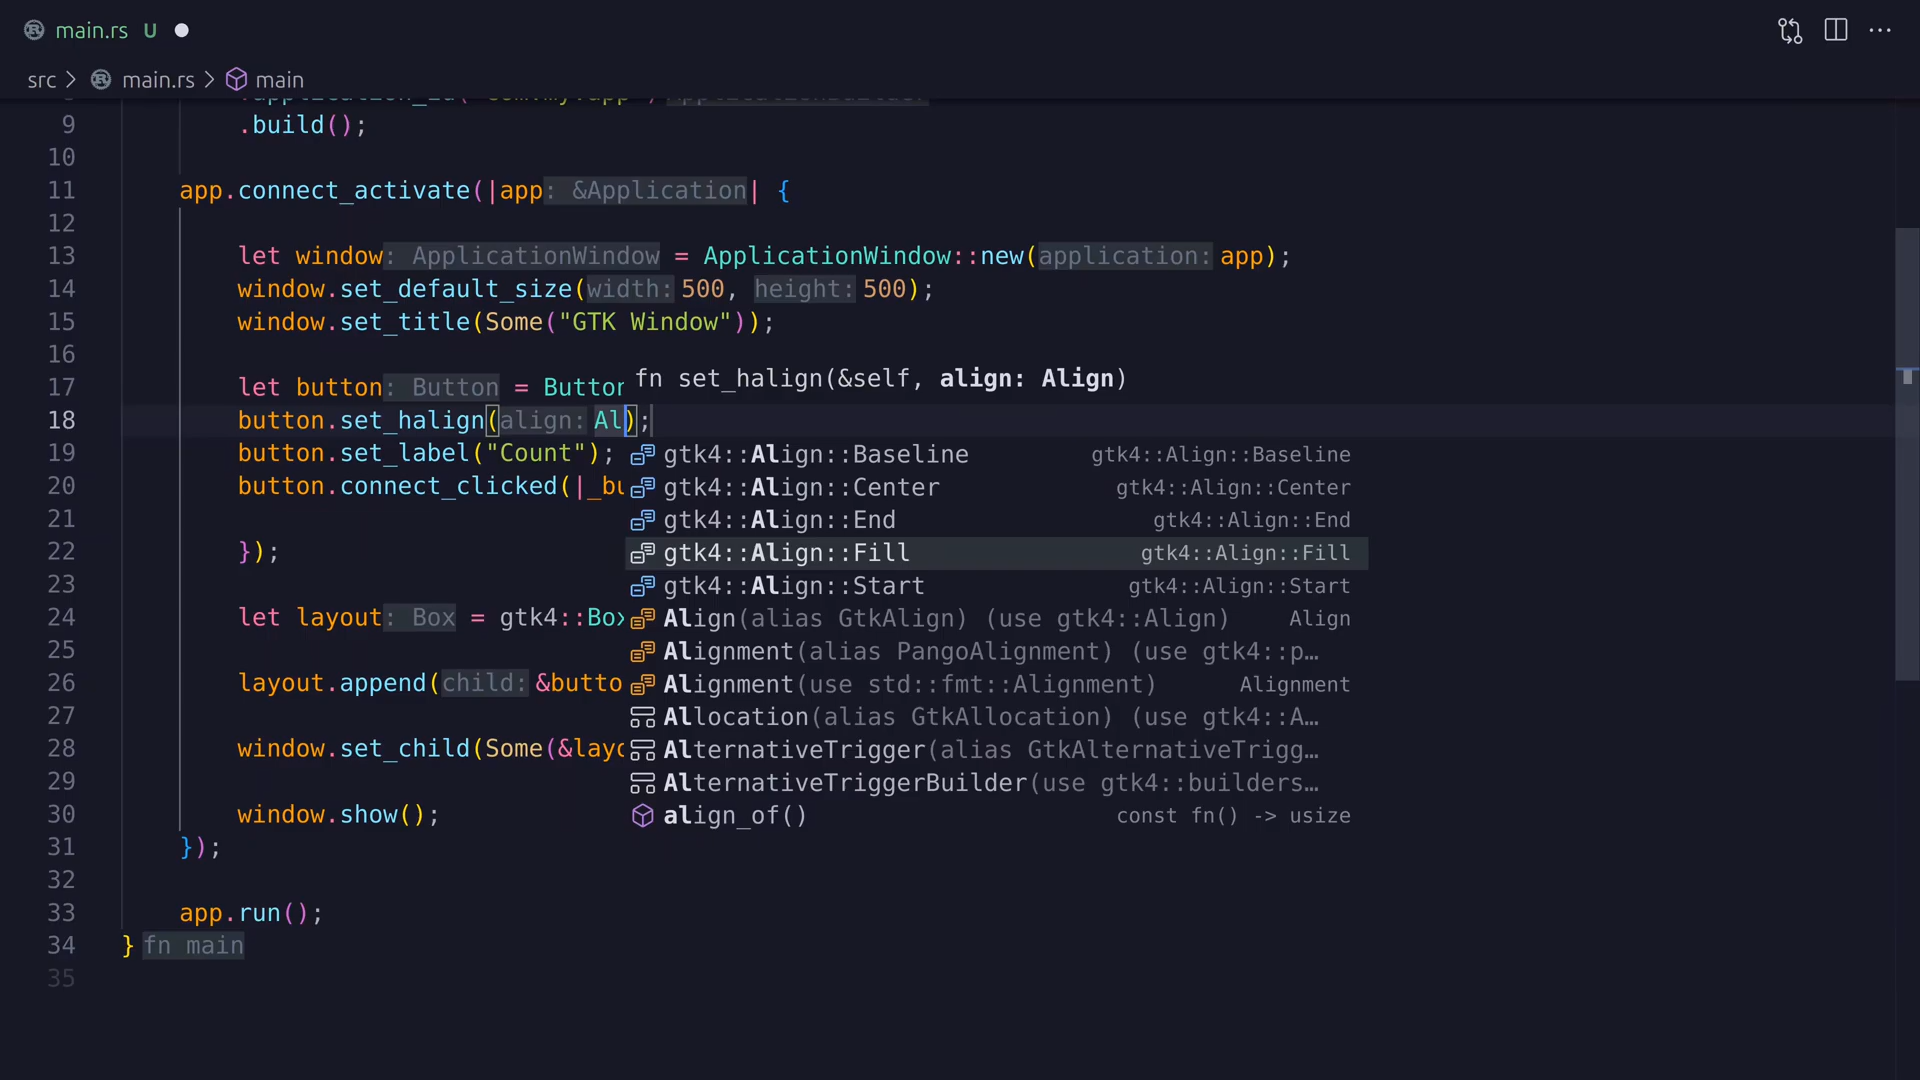 main.rs U
src > main.rs > main
9 .build();
10
11 app.connect_activate(|app: &Application| {
12
13 let window: ApplicationWindow = ApplicationWindow::new(application: app);
14 window.set_default_size(width: 500, height: 500);
15 window.set_title(Some("GTK Window"));
16
17 let button: Button = Button
fn set_halign(&self, align: Align)
18 button.set_halign(align: Al);
19 button.set_label("Count");
gtk4::Align::Baseline gtk4::Align::Baseline
20 button.connect_clicked(|_bu
gtk4::Align::Center gtk4::Align::Center
21
gtk4::Align::End gtk4::Align::End
22 });
gtk4::Align::Fill gtk4::Align::Fill
23
gtk4::Align::Start gtk4::Align::Start
24 let layout: Box = gtk4::Box
Align(alias GtkAlign) (use gtk4::Align) Align
25
Alignment(alias PangoAlignment) (use gtk4::p…
26 layout.append(child: &butto
Alignment(use std::fmt::Alignment) Alignment
27
Allocation(alias GtkAllocation) (use gtk4::A…
28 window.set_child(Some(&layo
AlternativeTrigger(alias GtkAlternativeTrigg…
29
AlternativeTriggerBuilder(use gtk4::builders…
30 window.show();
align_of() const fn() -> usize
31 });
32
33 app.run();
34 } fn main
35